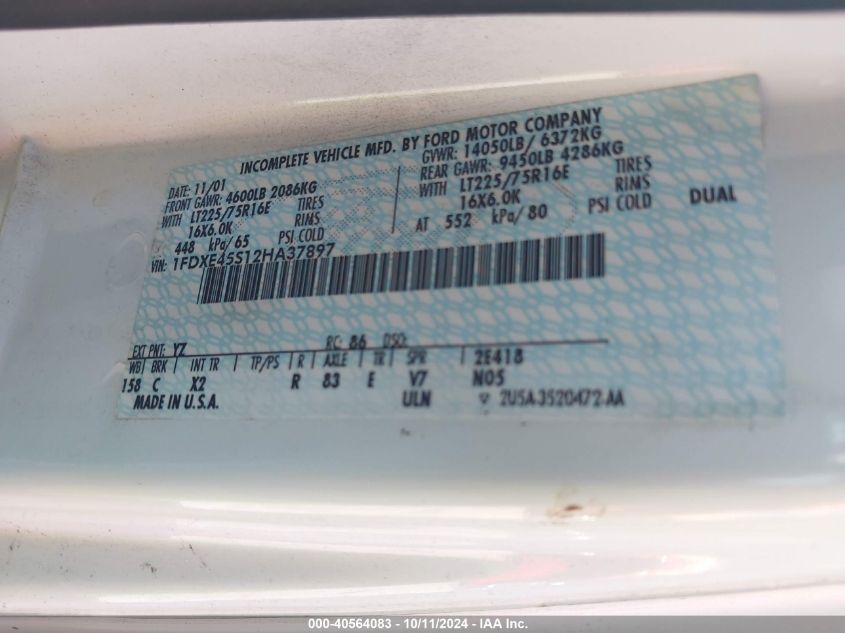 INCOMPLETE VEHICLE MFD. BY FORD MOTOR COMPANY
DATE: 11/01 GVWR: 14050LB/ 6372KG
FRONT GAWR: 4600LB 2086KG REAR GAWR: 9450LB 4286KG
WITH LT225/75R16E TIRES WITH LT225/75R16E TIRES
16X6.0K RIMS 16X6.0K RIMS DUAL
448 kPa/65 PSI COLD AT 552 kPa/80 PSI COLD
VIN: 1FDXE45S12HA37897
EXT PNT: YZ RC: 86 DSO:
WB BRK INT TR TP/PS R AXLE TR SPR 2E418
158 C X2 R 83 E V7 N05
MADE IN U.S.A. ULN 2U5A-3520472-AA
000-40564083 - 10/11/2024 - IAA Inc.